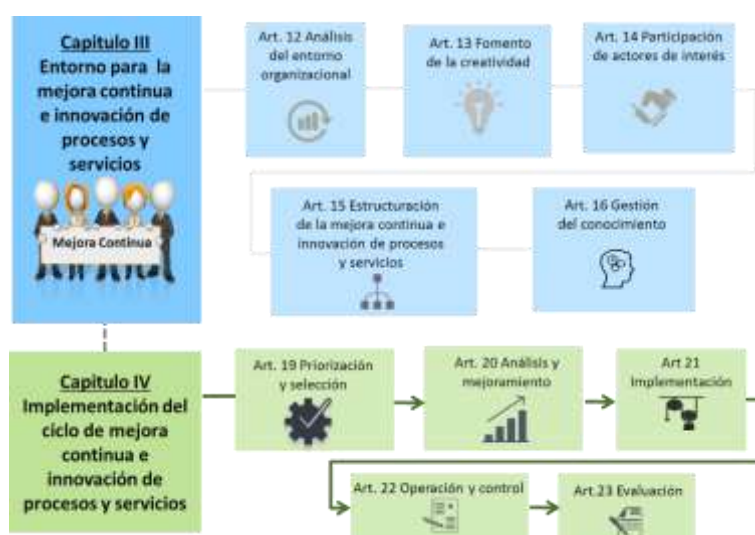 Capitulo III
Entorno para la
mejora continua
e innovación de
procesos y
servicios
Mejora Continua
Art. 12 Análisis
del entorno
organizacional
Art. 13 Fomento
de la creatividad
Art. 14 Participación
de actores de interés
Art. 15 Estructuración
de la mejora continua e
innovación de procesos
y servicios
Art. 16 Gestión
del conocimiento
Capitulo IV
Implementación del
ciclo de mejora
continua e
innovación de
procesos y servicios
Art. 19 Priorización
y selección
Art. 20 Análisis y
mejoramiento
Art 21
Implementación
Art. 22 Operación y control
Art.23 Evaluación